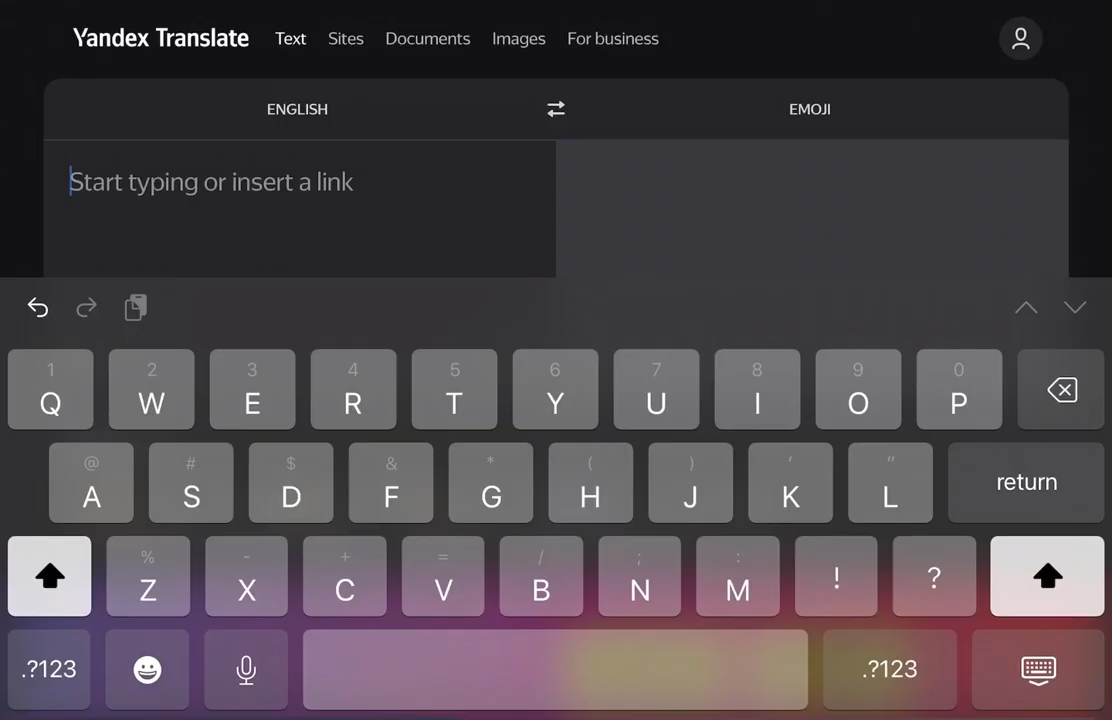 Yandex Translate Text Sites Documents Images For business
ENGLISH EMOJI
Start typing or insert a link
1 2 3 4 5 6 7 8 9 0
Q W E R T Y U I O P
@ # $ & * ( ) ' "
A S D F G H J K L return
% - + = / ; :
Z X C V B N M ! ?
.?123 .?123